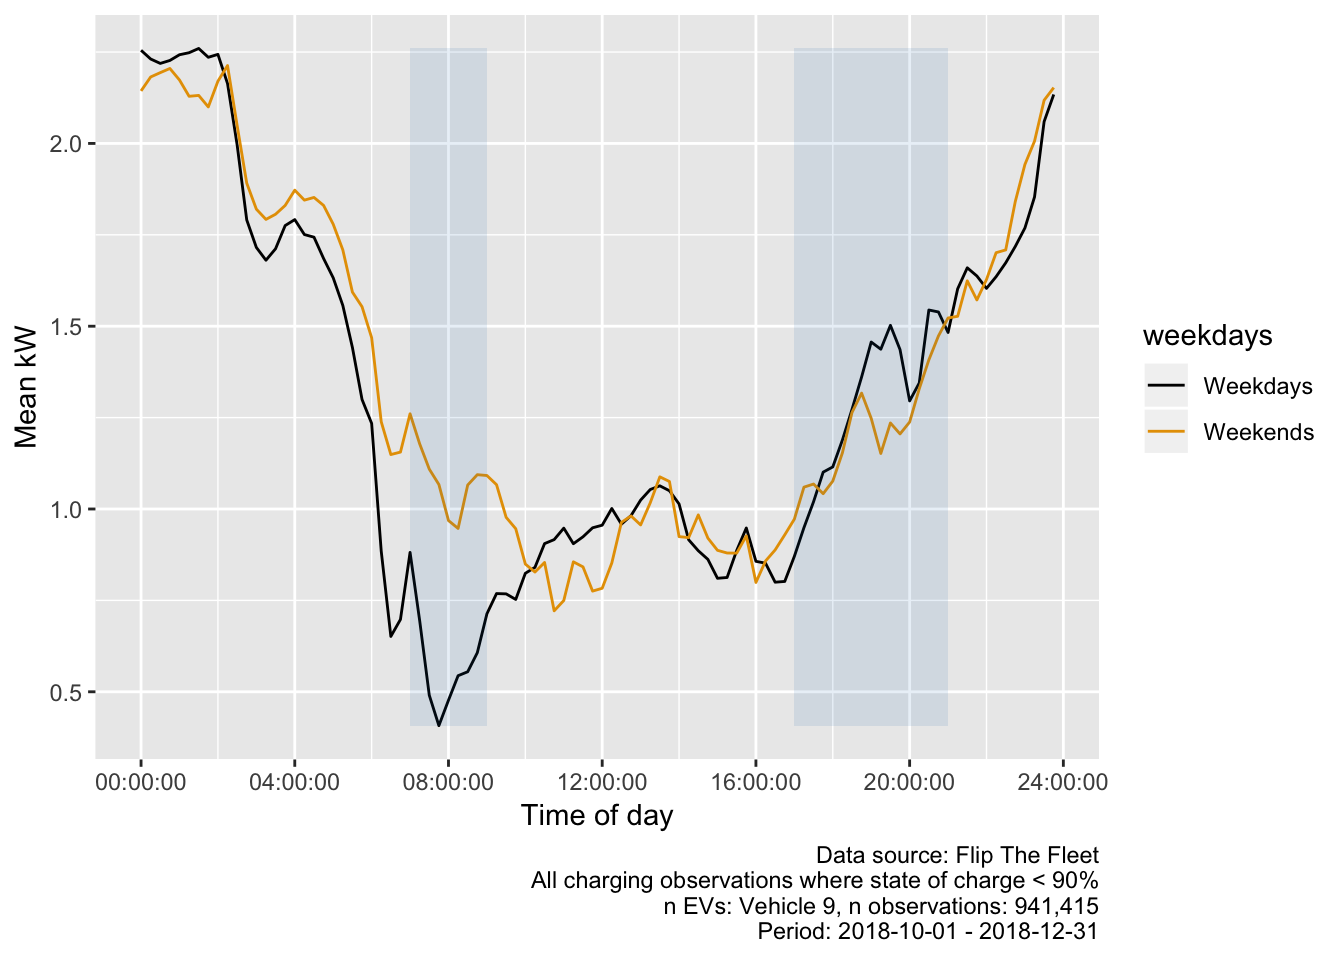 2.0
1.5
1.0
0.5
Mean kW
00:00:00 04:00:00 08:00:00 12:00:00 16:00:00 20:00:00 24:00:00
Time of day
weekdays
Weekdays
Weekends
Data source: Flip The Fleet
All charging observations where state of charge < 90%
n EVs: Vehicle 9, n observations: 941,415
Period: 2018-10-01 - 2018-12-31